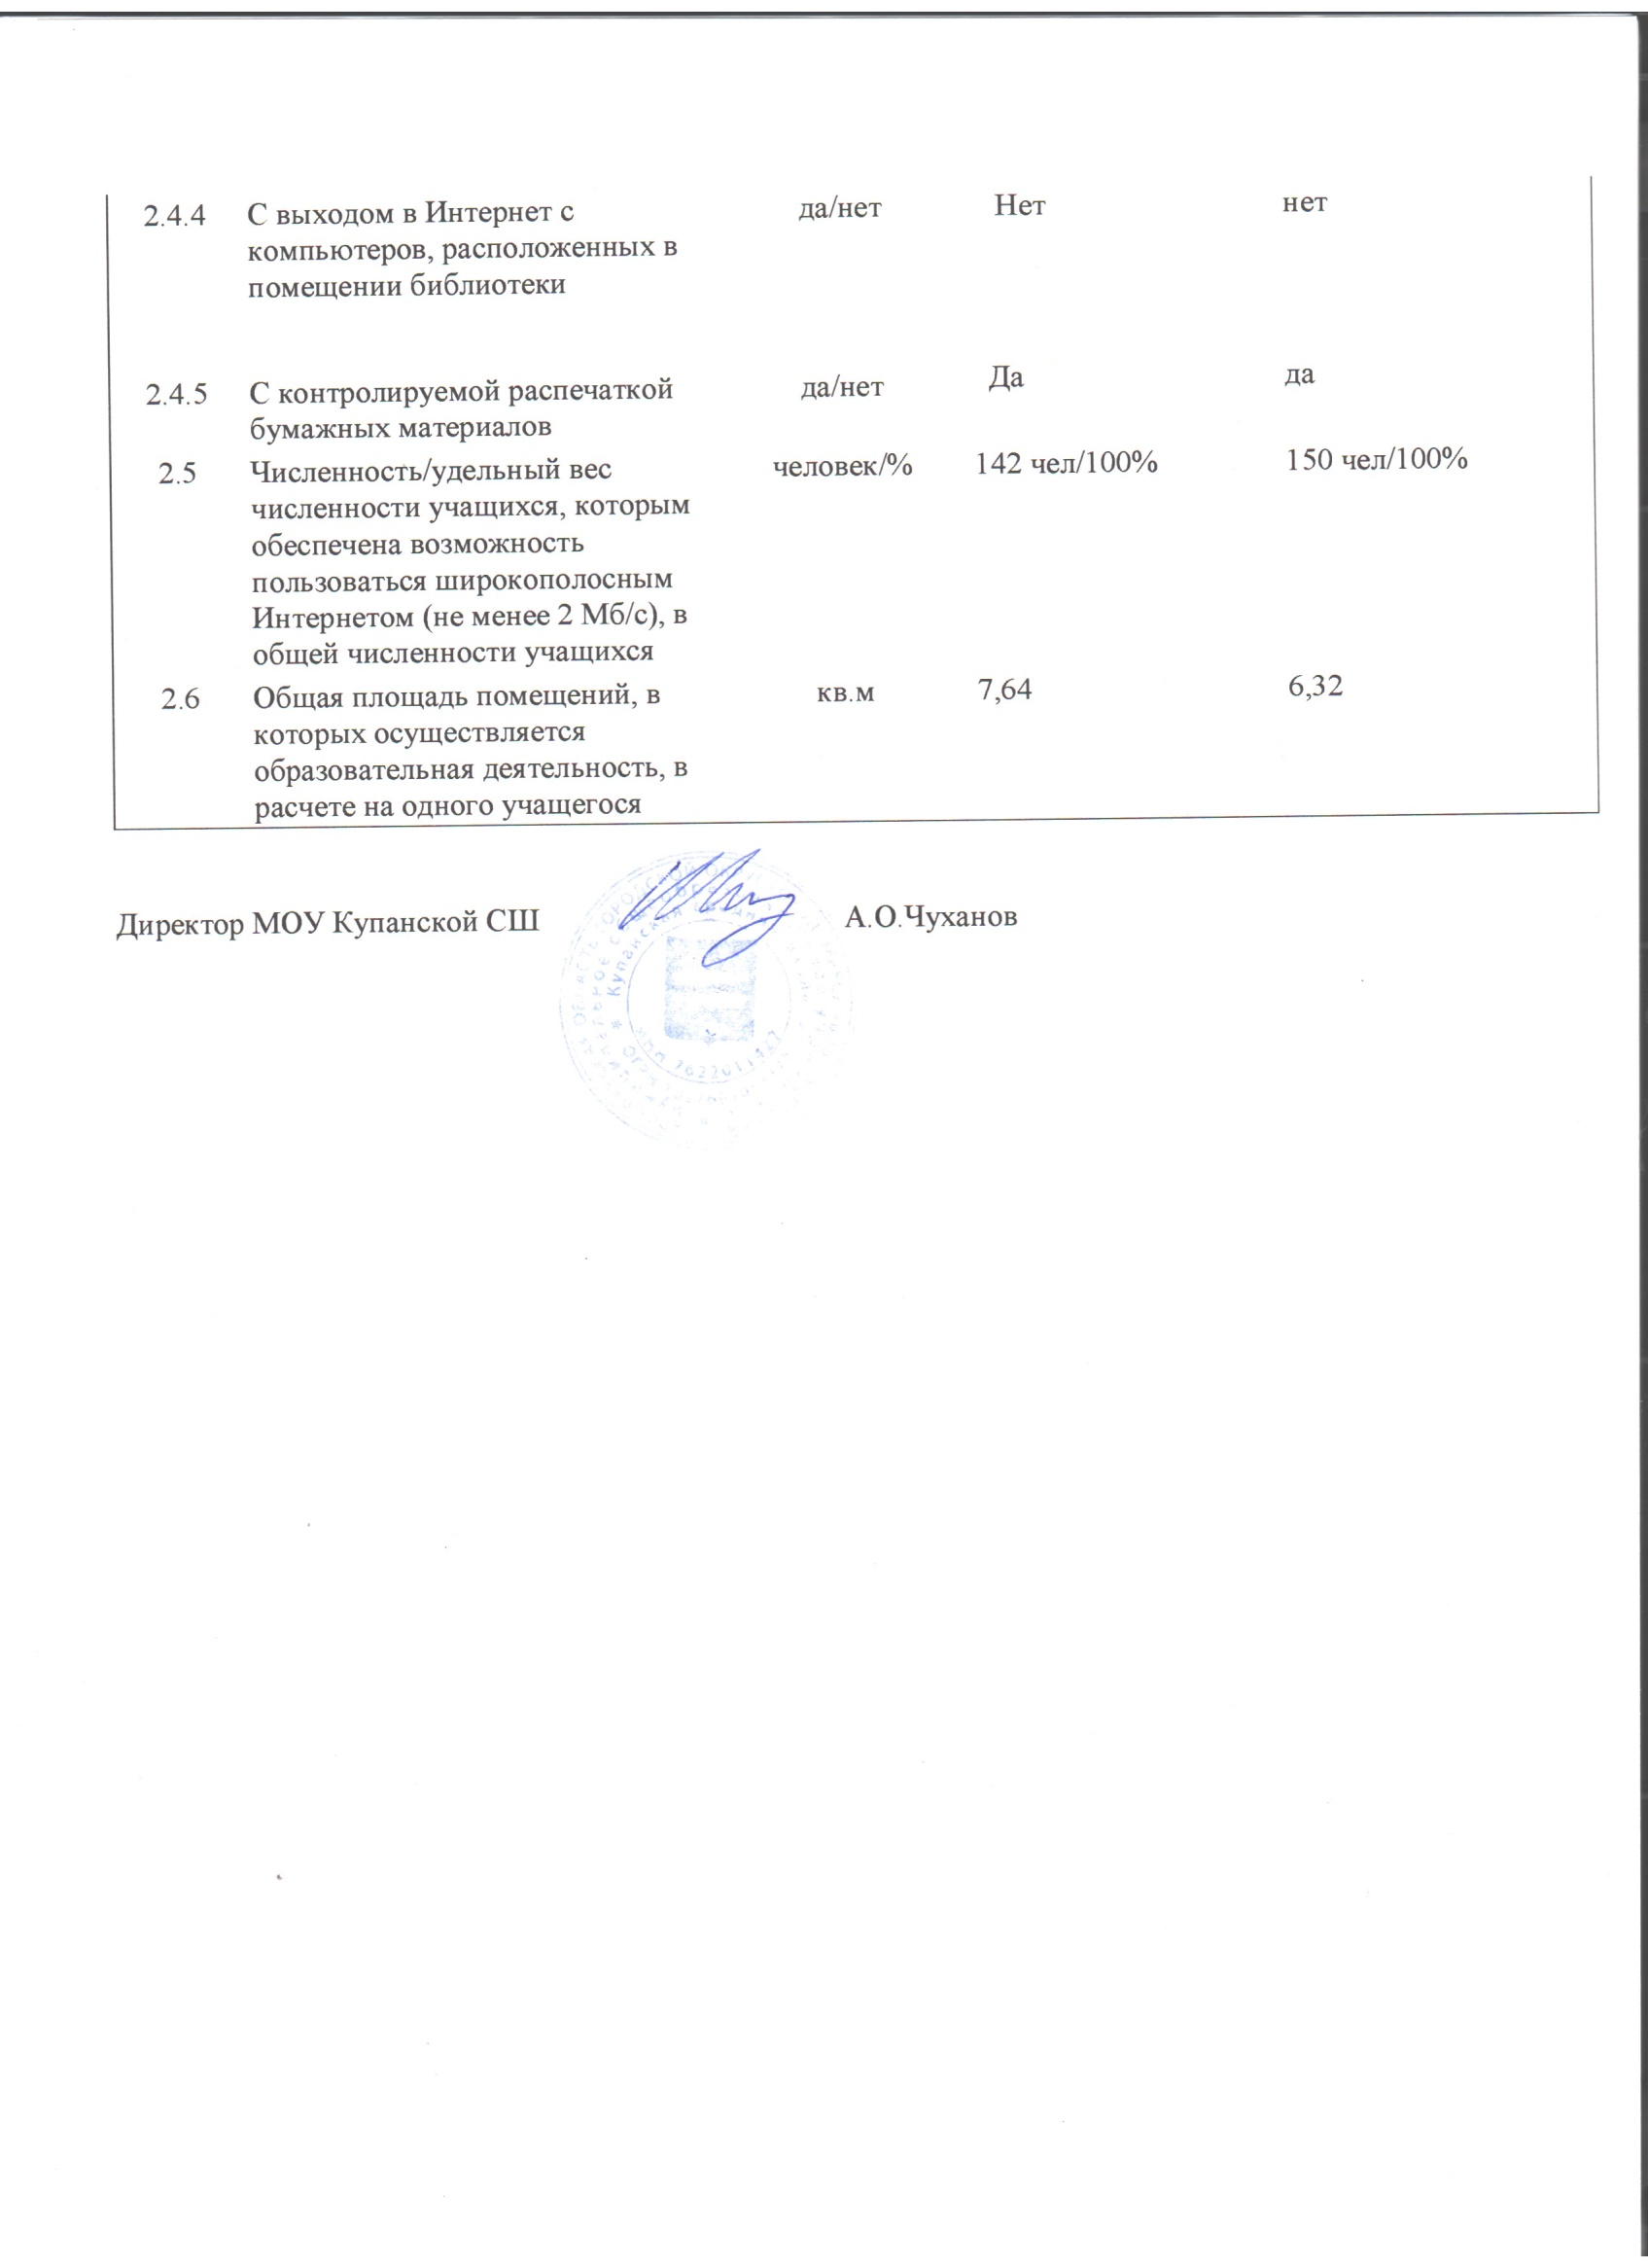 2.4.4 С выходом в Интернет с да/нет Нет нет
компьютеров, расположенных в
помещении библиотеки
2.4.5 С контролируемой распечаткой да/нет Да да
бумажных материалов
2.5 Численность/удельный вес человек/% 142 чел/100% 150 чел/100%
численности учащихся, которым
обеспечена возможность
пользоваться широкополосным
Интернетом (не менее 2 Мб/с), в
общей численности учащихся
2.6 Общая площадь помещений, в кв.м 7,64 6,32
которых осуществляется
образовательная деятельность, в
расчете на одного учащегося
Директор МОУ Купанской СШ А.О.Чуханов
Купанская
ОГРН